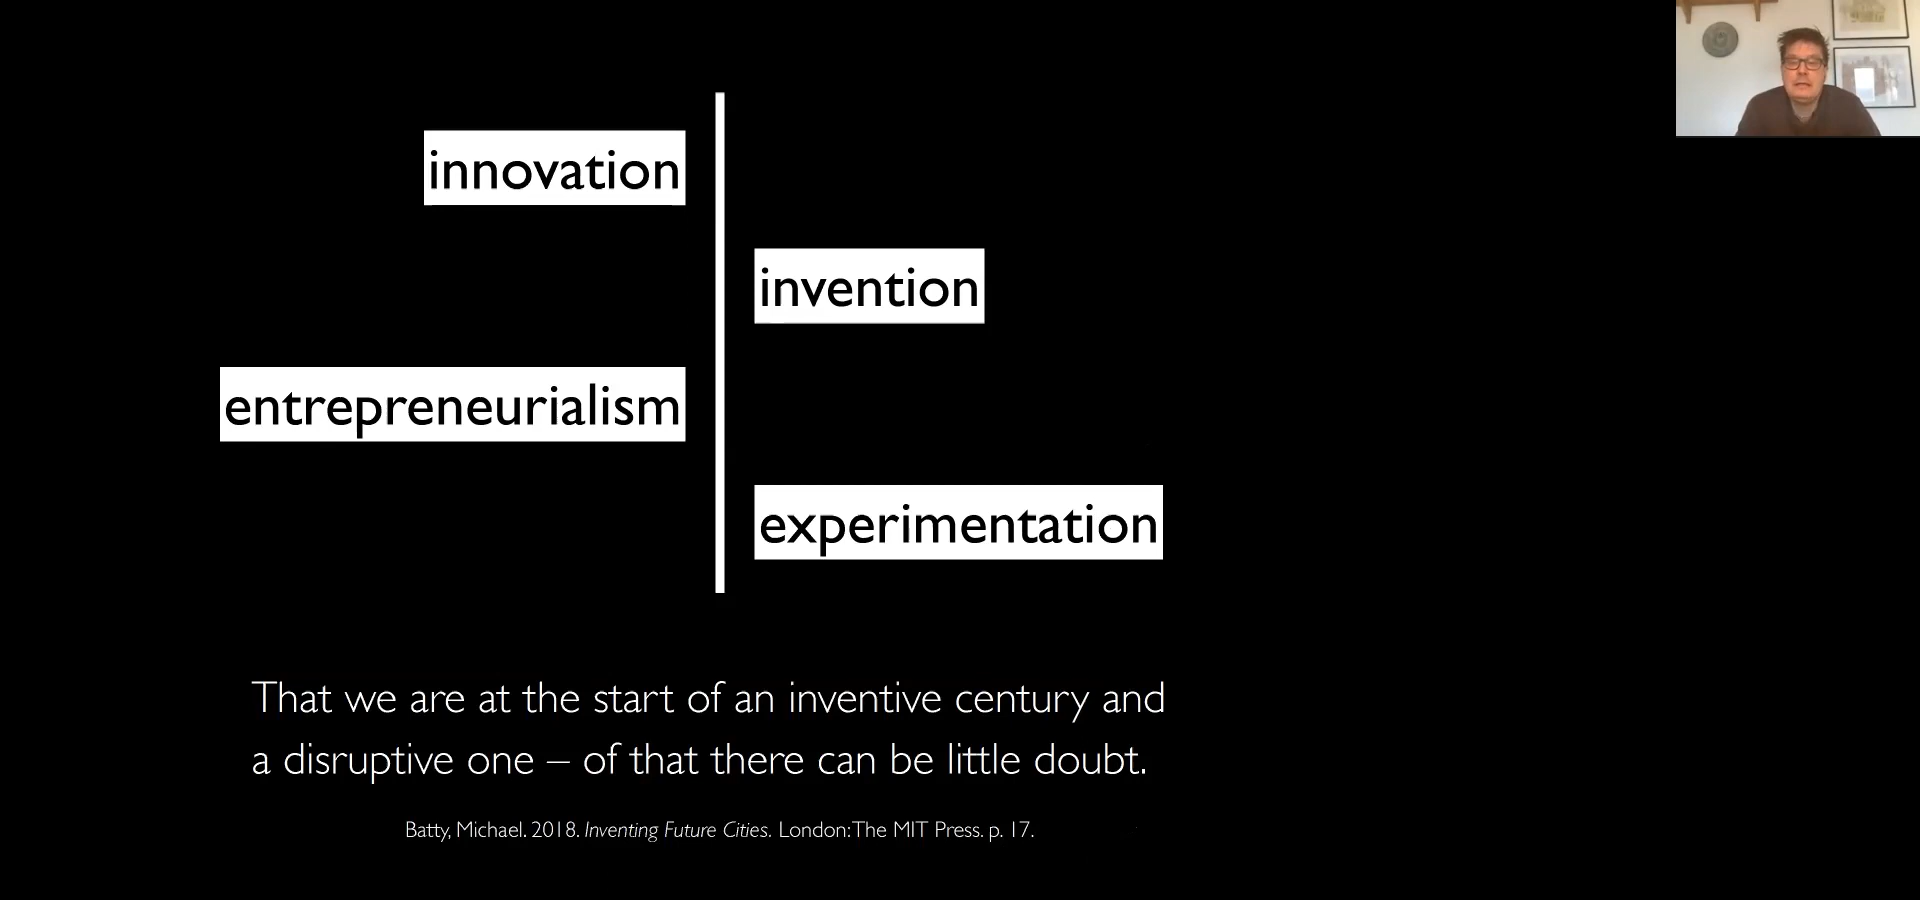 innovation
invention
entrepreneurialism
experimentation
That we are at the start of an inventive century and
a disruptive one – of that there can be little doubt.
Batty, Michael. 2018. Inventing Future Cities. London: The MIT Press. p. 17.